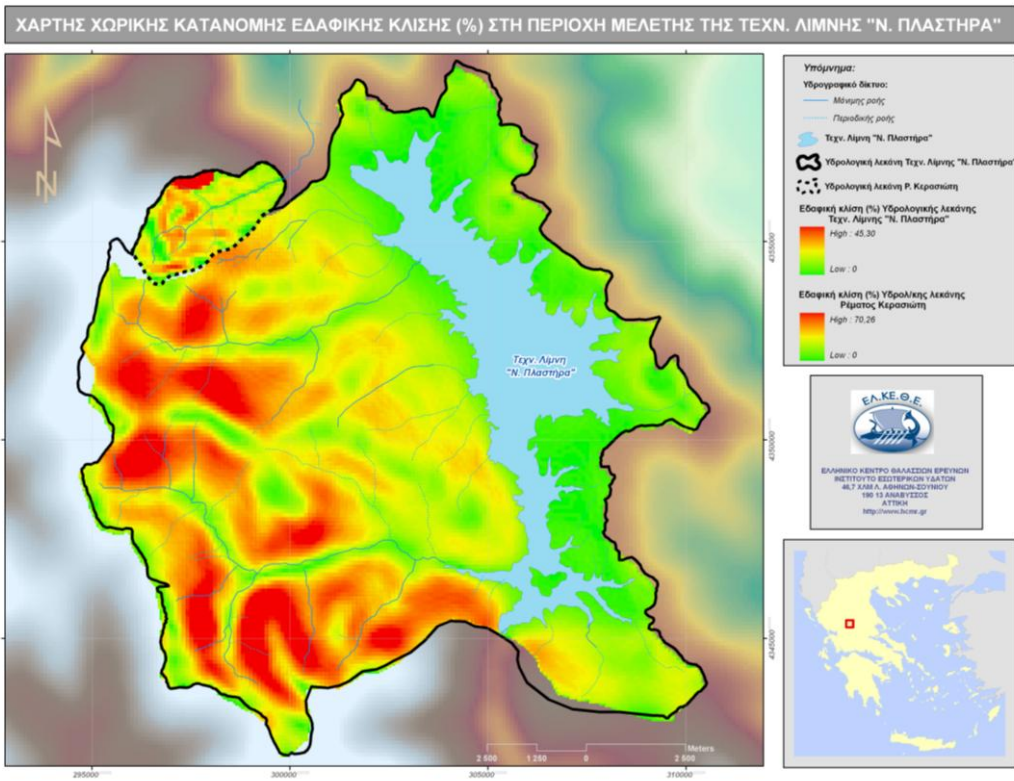 ΧΑΡΤΗΣ ΧΩΡΙΚΗΣ ΚΑΤΑΝΟΜΗΣ ΕΔΑΦΙΚΗΣ ΚΛΙΣΗΣ (%) ΣΤΗ ΠΕΡΙΟΧΗ ΜΕΛΕΤΗΣ ΤΗΣ ΤΕΧΝ. ΛΙΜΝΗΣ "Ν. ΠΛΑΣΤΗΡΑ"
N
Τεχν. Λίμνη
"Ν. Πλαστήρα"
2 500 1 250 0 2 500
Meters
295000 300000 305000 310000
4355000
4350000
4345000
Υπόμνημα:
Υδρογραφικό δίκτυο:
Μόνιμης ροής
Περιοδικής ροής
Τεχν. Λίμνη "Ν. Πλαστήρα"
Υδρολογική λεκάνη Τεχν. Λίμνης "Ν. Πλαστήρα"
Υδρολογική λεκάνη Ρ. Κερασιώτη
Εδαφική κλίση (%) Υδρολογικής λεκάνης
Τεχν. Λίμνης "Ν. Πλαστήρα"
High : 45,30
Low : 0
Εδαφική κλίση (%) Υδρολ/κης λεκάνης
Ρέματος Κερασιώτη
High : 70,26
Low : 0
ΕΛ.ΚΕ.Θ.Ε.
ΕΛΛΗΝΙΚΟ ΚΕΝΤΡΟ ΘΑΛΑΣΣΙΩΝ ΕΡΕΥΝΩΝ
ΙΝΣΤΙΤΟΥΤΟ ΕΣΩΤΕΡΙΚΩΝ ΥΔΑΤΩΝ
46,7 ΧΛΜ Λ. ΑΘΗΝΩΝ-ΣΟΥΝΙΟΥ
190 13 ΑΝΑΒΥΣΣΟΣ
ΑΤΤΙΚΗ
http://www.hcmr.gr